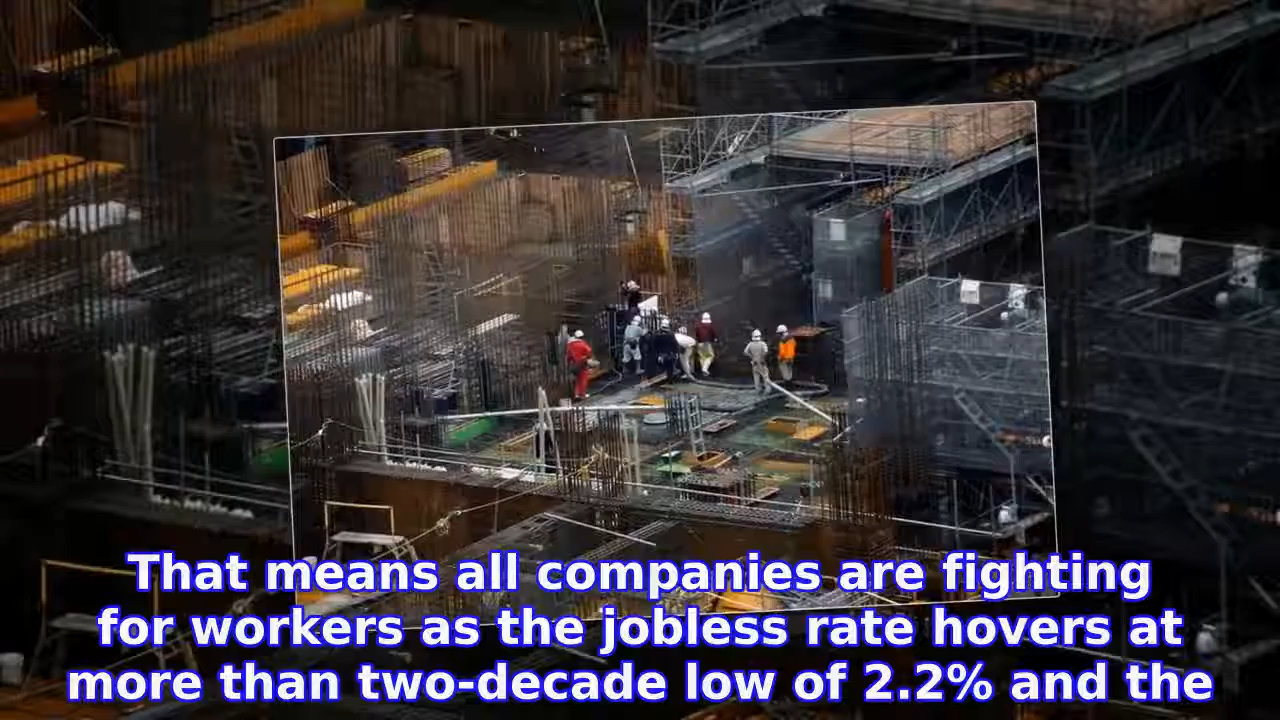 That means all companies are fighting
for workers as the jobless rate hovers at
more than two-decade low of 2.2% and the